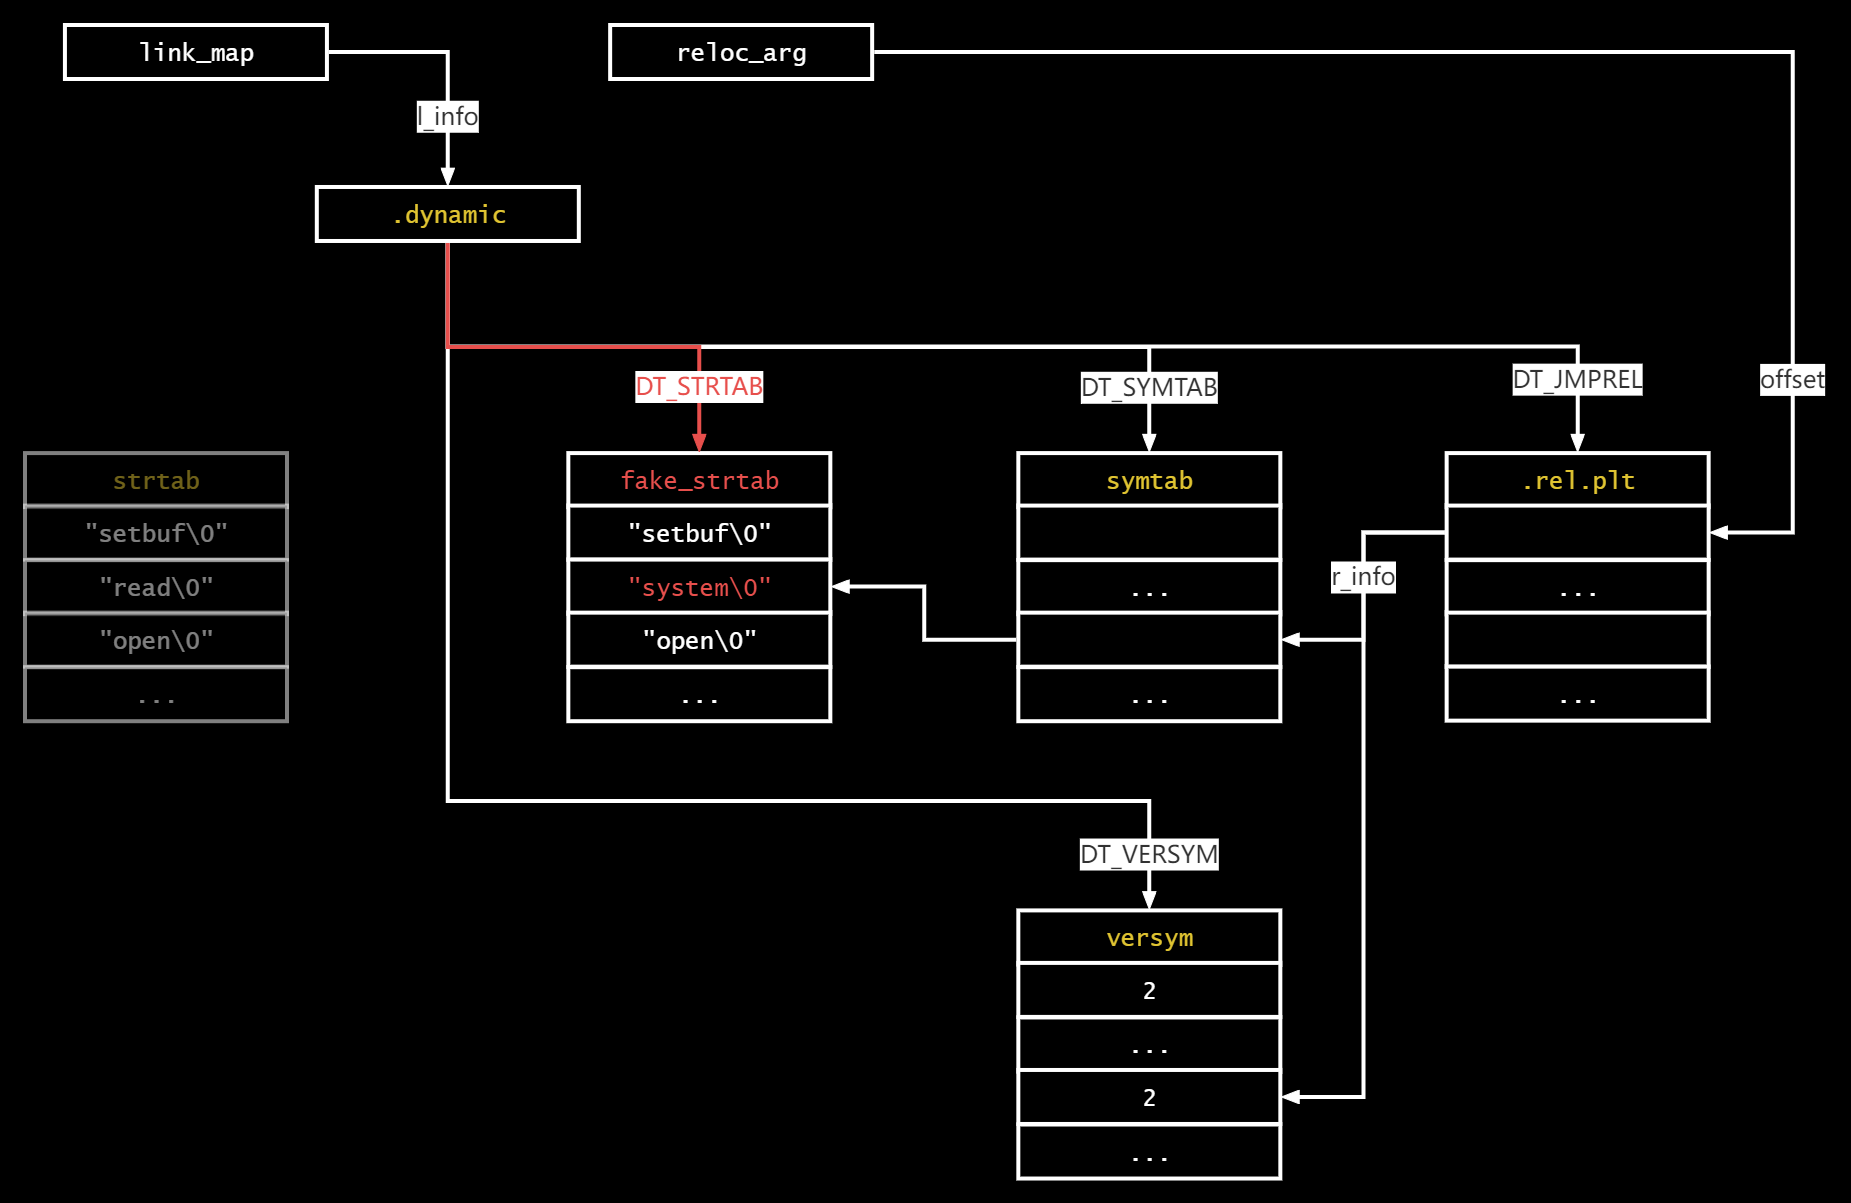 link_map
reloc_arg
l_info
.dynamic
DT_STRTAB
DT_SYMTAB
DT_JMPREL
offset
strtab
"setbuf\0"
"read\0"
"open\0"
...
fake_strtab
"setbuf\0"
"system\0"
"open\0"
...
symtab
...
...
r_info
.rel.plt
...
...
DT_VERSYM
versym
2
...
2
...